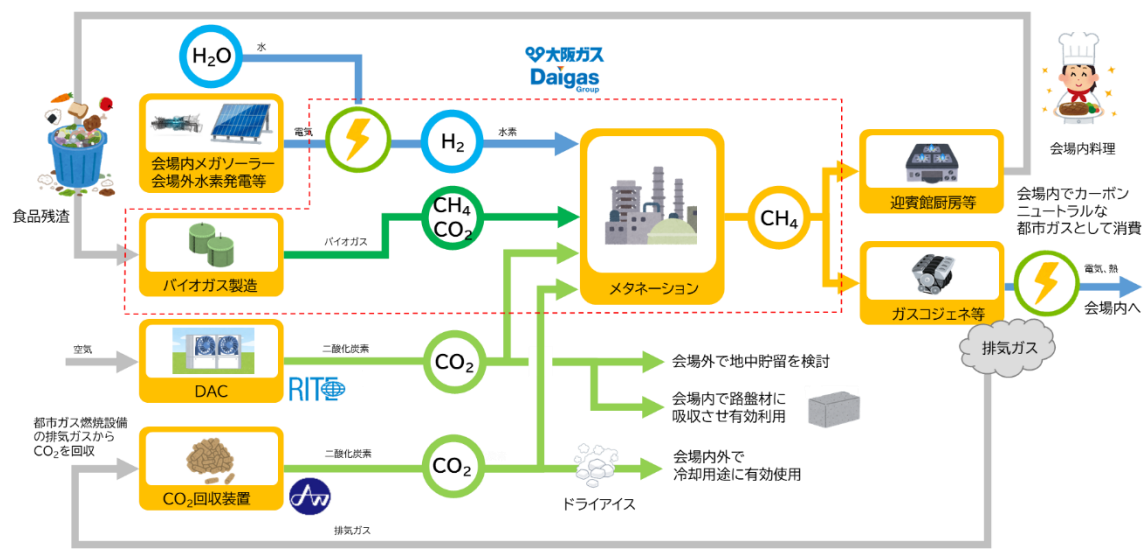 H₂O
水
大阪ガス
Daigas
Group
会場内メガソーラー
会場外水素発電等
電気
H₂
水素
会場内料理
食品残渣
バイオガス製造
バイオガス
CH₄
CO₂
メタネーション
CH₄
迎賓館厨房等
会場内でカーボン
ニュートラルな
都市ガスとして消費
ガスコジェネ等
電気、熱
会場内へ
排気ガス
空気
DAC
二酸化炭素
RITE
CO₂
会場外で地中貯留を検討
会場内で路盤材に
吸収させ有効利用
都市ガス燃焼設備
の排気ガスから
CO₂を回収
CO₂回収装置
二酸化炭素
CO₂
ドライアイス
会場内外で
冷却用途に有効使用
排気ガス